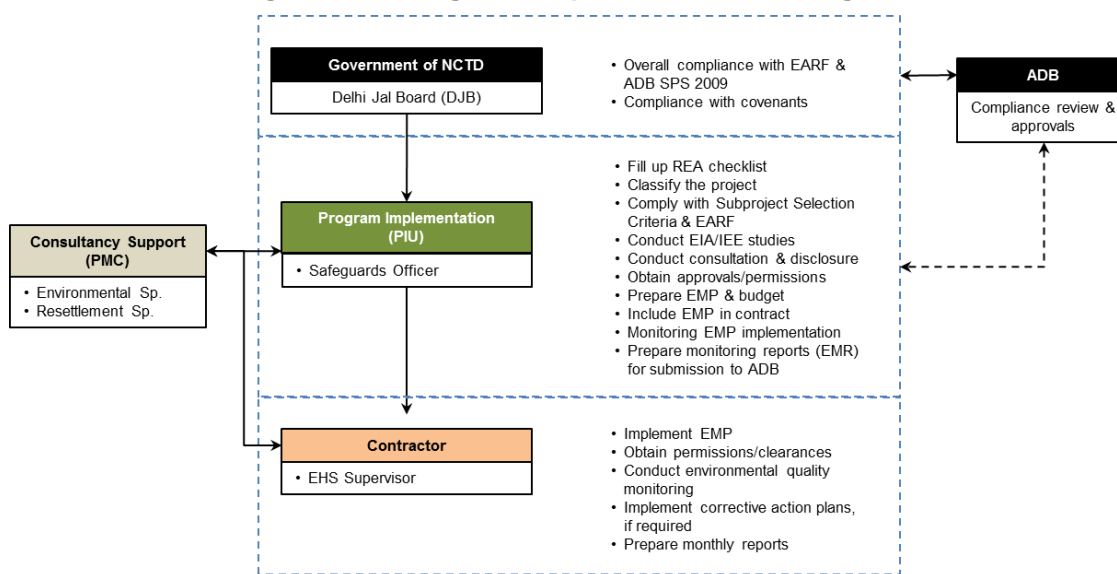 Government of NCTD
Delhi Jal Board (DJB)
• Overall compliance with EARF &
ADB SPS 2009
• Compliance with covenants
ADB
Compliance review &
approvals
Consultancy Support
(PMC)
• Environmental Sp.
• Resettlement Sp.
Program Implementation
(PIU)
• Safeguards Officer
• Fill up REA checklist
• Classify the project
• Comply with Subproject Selection
Criteria & EARF
• Conduct EIA/IEE studies
• Conduct consultation & disclosure
• Obtain approvals/permissions
• Prepare EMP & budget
• Include EMP in contract
• Monitoring EMP implementation
• Prepare monitoring reports (EMR)
for submission to ADB
Contractor
• EHS Supervisor
• Implement EMP
• Obtain permissions/clearances
• Conduct environmental quality
monitoring
• Implement corrective action plans,
if required
• Prepare monthly reports